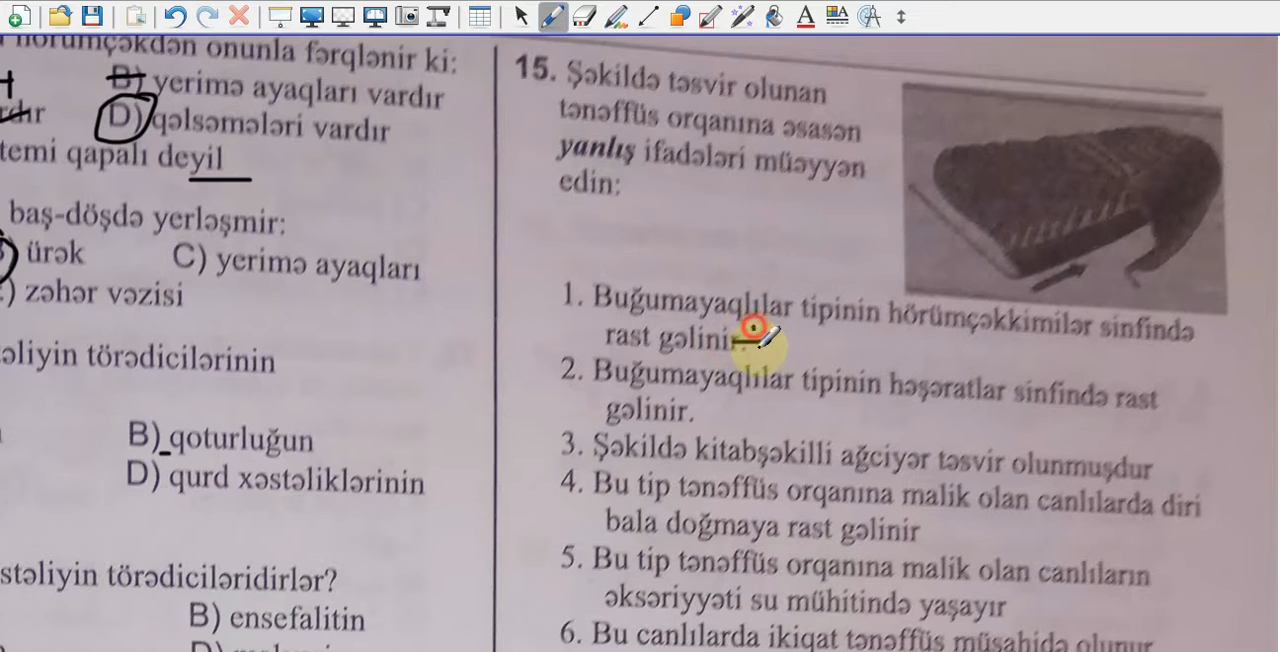 hörümçəkdən onunla fərqlənir ki:
B) yerimə ayaqları vardır
D) qəlsəmələri vardır
temi qapalı deyil
baş-döşdə yerləşmir:
ürək C) yerimə ayaqları
) zəhər vəzisi
əliyin törədicilərinin
B) qoturluğun
D) qurd xəstəliklərinin
stəliyin törədiciləridirlər?
B) ensefalitin
15. Şəkildə təsvir olunan
tənəffüs orqanına əsasən
yanlış ifadələri müəyyən
edin:
1. Buğumayaqlılar tipinin hörümçəkkimilər sinfində
rast gəlinir.
2. Buğumayaqlılar tipinin həşəratlar sinfində rast
gəlinir.
3. Şəkildə kitabşəkilli ağciyər təsvir olunmuşdur
4. Bu tip tənəffüs orqanına malik olan canlılarda diri
bala doğmaya rast gəlinir
5. Bu tip tənəffüs orqanına malik olan canlıların
əksəriyyəti su mühitində yaşayır
6. Bu canlılarda ikiqat tənəffüs müşahidə olunur